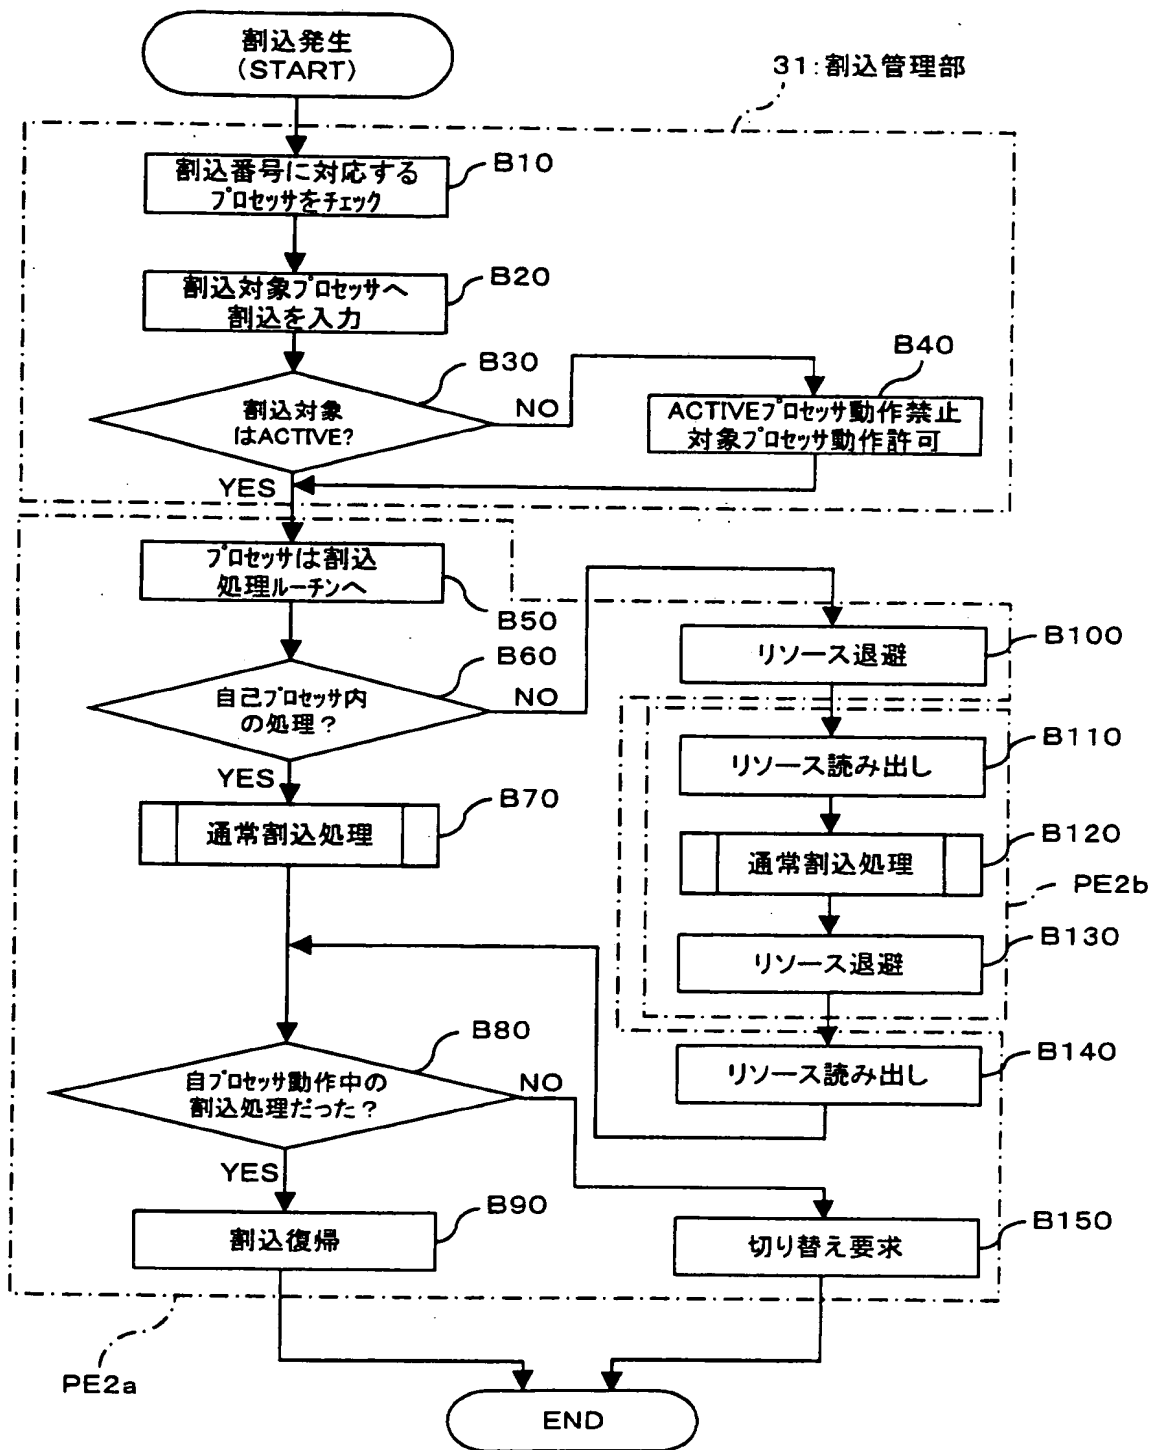 割込発生
(START)
31:割込管理部
割込番号に対応する
プロセッサをチェック
B10
割込対象プロセッサへ
割込を入力
B20
割込対象
はACTIVE?
B30
NO
B40
ACTIVEプロセッサ動作禁止
対象プロセッサ動作許可
YES
プロセッサは割込
処理ルーチンへ
B50
自己プロセッサ内
の処理?
B60
NO
リソース退避
B100
リソース読み出し
B110
YES
通常割込処理
B70
通常割込処理
B120
PE2b
リソース退避
B130
自プロセッサ動作中の
割込処理だった?
B80
NO
リソース読み出し
B140
YES
割込復帰
B90
切り替え要求
B150
PE2a
END